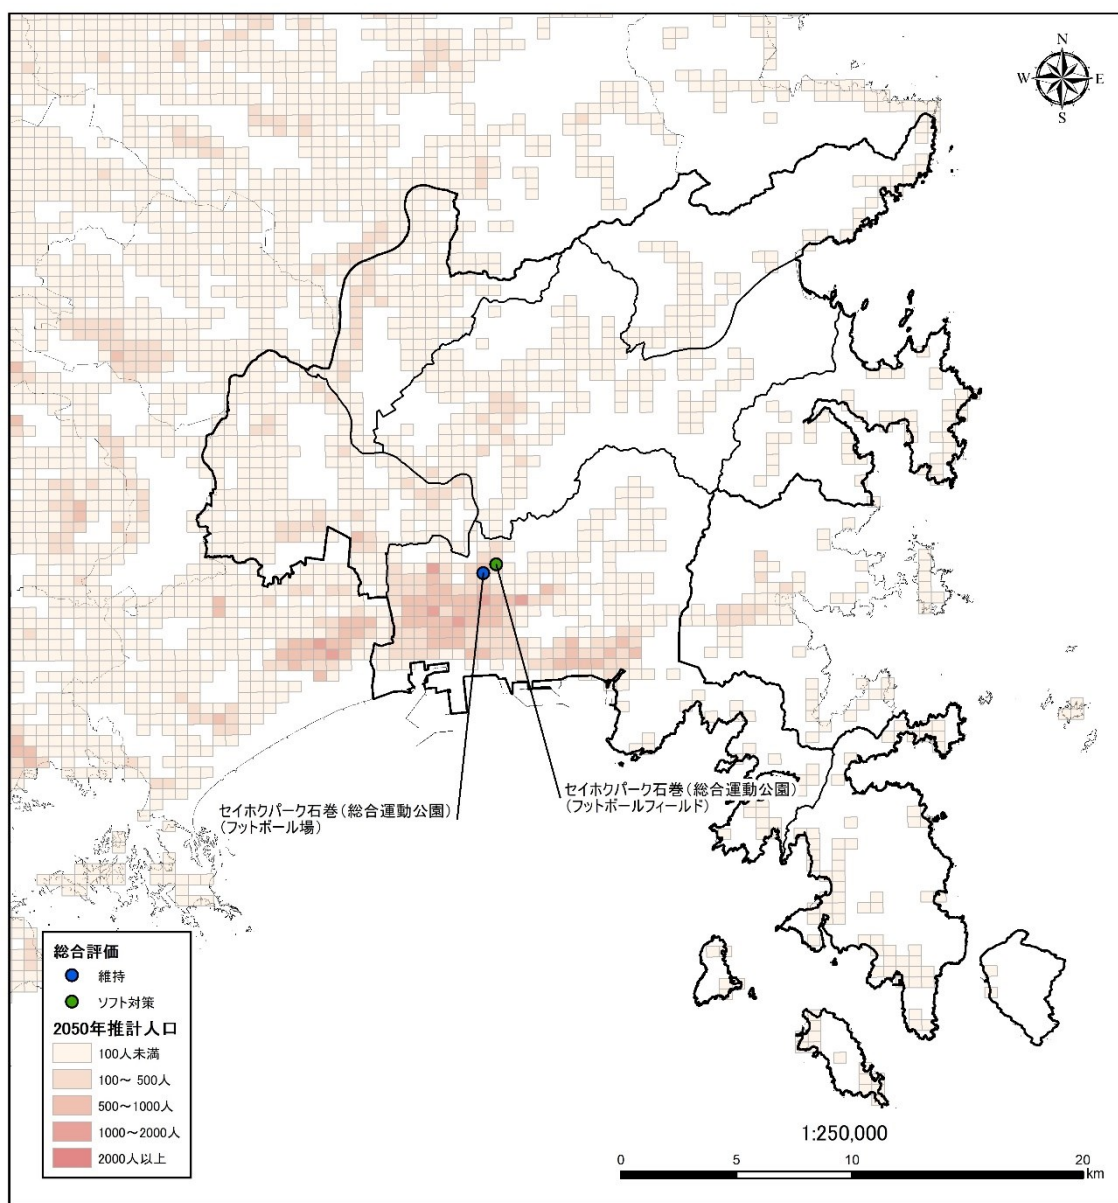 N
W E
S
セイホクパーク石巻(総合運動公園)
(フットボール場)
セイホクパーク石巻(総合運動公園)
(フットボールフィールド)
総合評価
維持
ソフト対策
2050年推計人口
100人未満
100~ 500人
500~1000人
1000~2000人
2000人以上
1:250,000
0 5 10 20
km